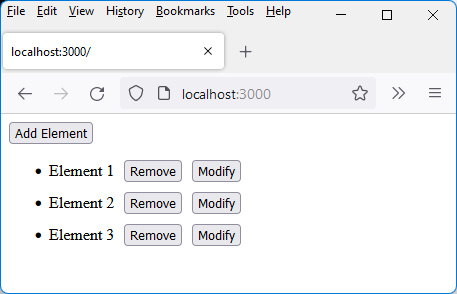 File Edit View History Bookmarks Tools Help
localhost:3000/
localhost:3000
Add Element
Element 1 Remove Modify
Element 2 Remove Modify
Element 3 Remove Modify